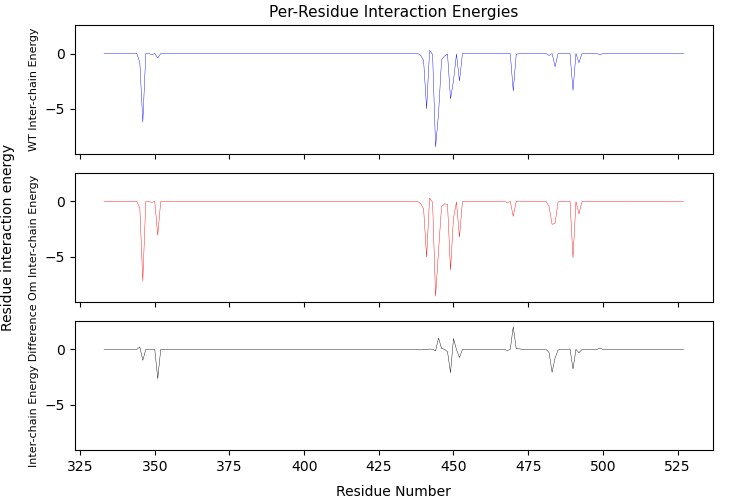 Per-Residue Interaction Energies
Residue interaction energy
WT Inter-chain Energy
0
−5
Om Inter-chain Energy
0
−5
Inter-chain Energy Difference
0
−5
325
350
375
400
425
450
475
500
525
Residue Number